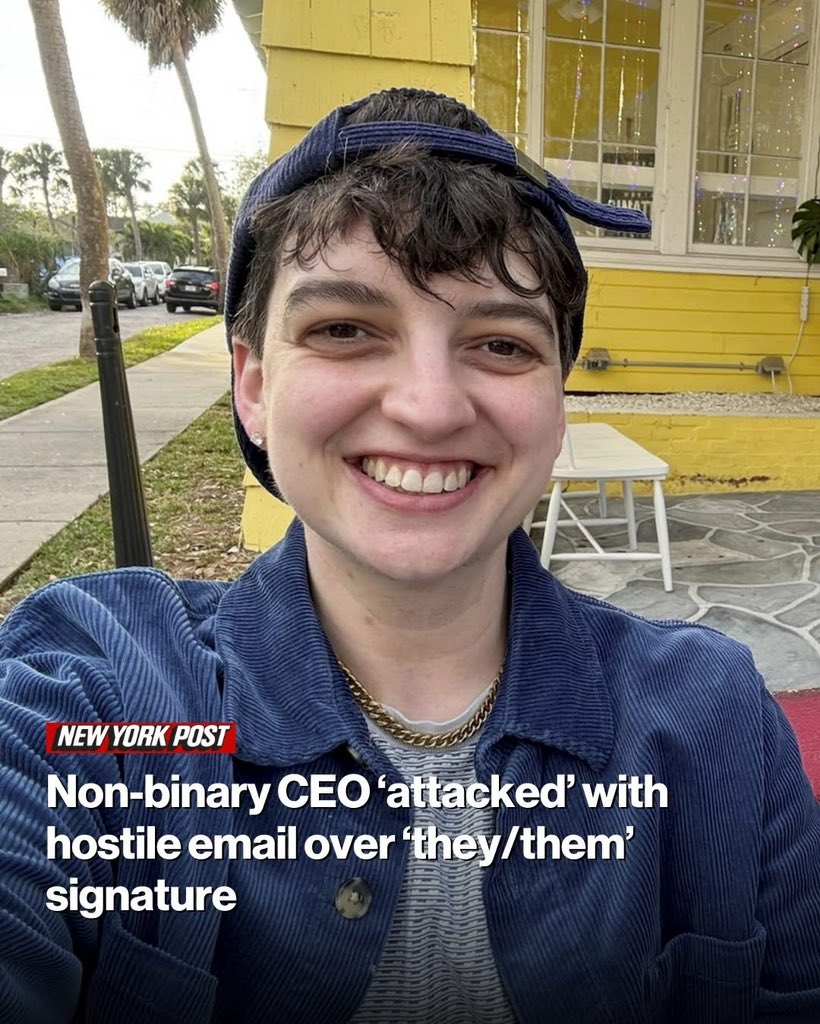 NEW YORK POST
Non-binary CEO ‘attacked’ with
hostile email over ‘they/them’
signature